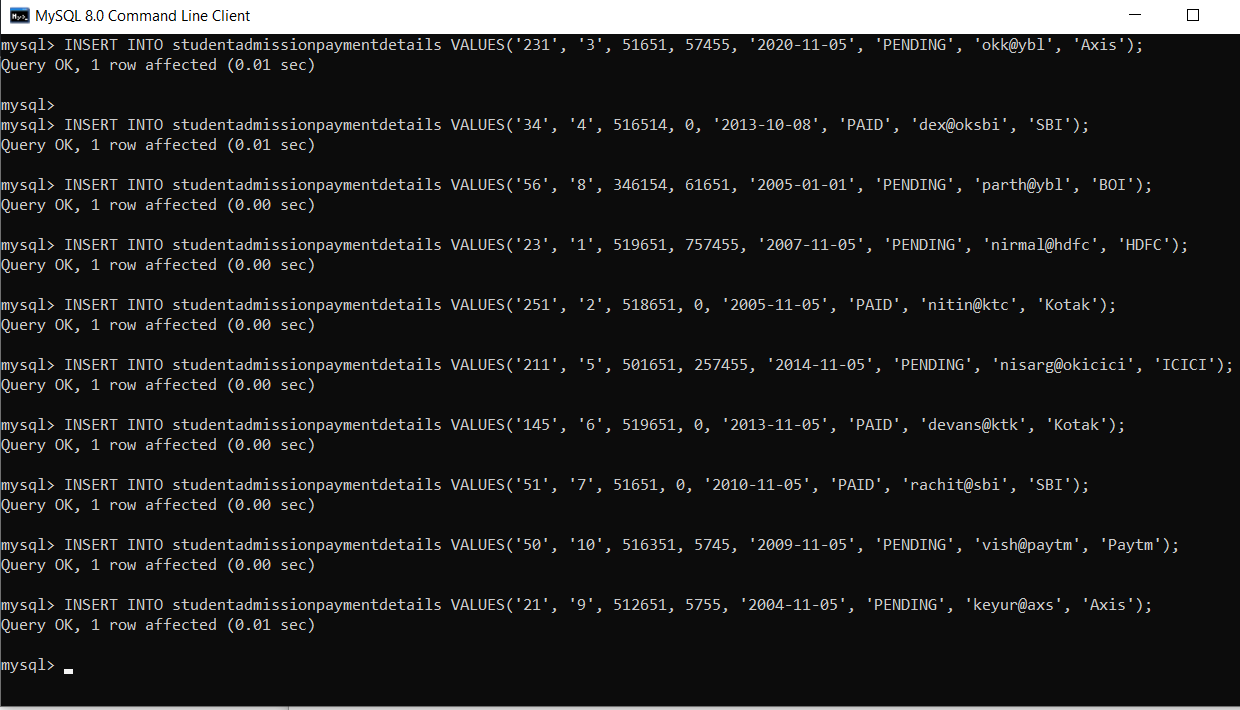 MySQL 8.0 Command Line Client
mysql> INSERT INTO studentadmissionpaymentdetails VALUES('231', '3', 51651, 57455, '2020-11-05', 'PENDING', 'okk@ybl', 'Axis');
Query OK, 1 row affected (0.01 sec)
mysql>
mysql> INSERT INTO studentadmissionpaymentdetails VALUES('34', '4', 516514, 0, '2013-10-08', 'PAID', 'dex@oksbi', 'SBI');
Query OK, 1 row affected (0.01 sec)
mysql> INSERT INTO studentadmissionpaymentdetails VALUES('56', '8', 346154, 61651, '2005-01-01', 'PENDING', 'parth@ybl', 'BOI');
Query OK, 1 row affected (0.00 sec)
mysql> INSERT INTO studentadmissionpaymentdetails VALUES('23', '1', 519651, 757455, '2007-11-05', 'PENDING', 'nirmal@hdfc', 'HDFC');
Query OK, 1 row affected (0.00 sec)
mysql> INSERT INTO studentadmissionpaymentdetails VALUES('251', '2', 518651, 0, '2005-11-05', 'PAID', 'nitin@ktc', 'Kotak');
Query OK, 1 row affected (0.00 sec)
mysql> INSERT INTO studentadmissionpaymentdetails VALUES('211', '5', 501651, 257455, '2014-11-05', 'PENDING', 'nisarg@okicici', 'ICICI');
Query OK, 1 row affected (0.00 sec)
mysql> INSERT INTO studentadmissionpaymentdetails VALUES('145', '6', 519651, 0, '2013-11-05', 'PAID', 'devans@ktk', 'Kotak');
Query OK, 1 row affected (0.00 sec)
mysql> INSERT INTO studentadmissionpaymentdetails VALUES('51', '7', 51651, 0, '2010-11-05', 'PAID', 'rachit@sbi', 'SBI');
Query OK, 1 row affected (0.00 sec)
mysql> INSERT INTO studentadmissionpaymentdetails VALUES('50', '10', 516351, 5745, '2009-11-05', 'PENDING', 'vish@paytm', 'Paytm');
Query OK, 1 row affected (0.00 sec)
mysql> INSERT INTO studentadmissionpaymentdetails VALUES('21', '9', 512651, 5755, '2004-11-05', 'PENDING', 'keyur@axs', 'Axis');
Query OK, 1 row affected (0.01 sec)
mysql>